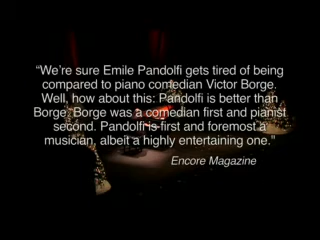 “We’re sure Emile Pandolfi gets tired of being
compared to piano comedian Victor Borge.
Well, how about this: Pandolfi is better than
Borge. Borge was a comedian first and pianist
second. Pandolfi is first and foremost a
musician, albeit a highly entertaining one."
Encore Magazine